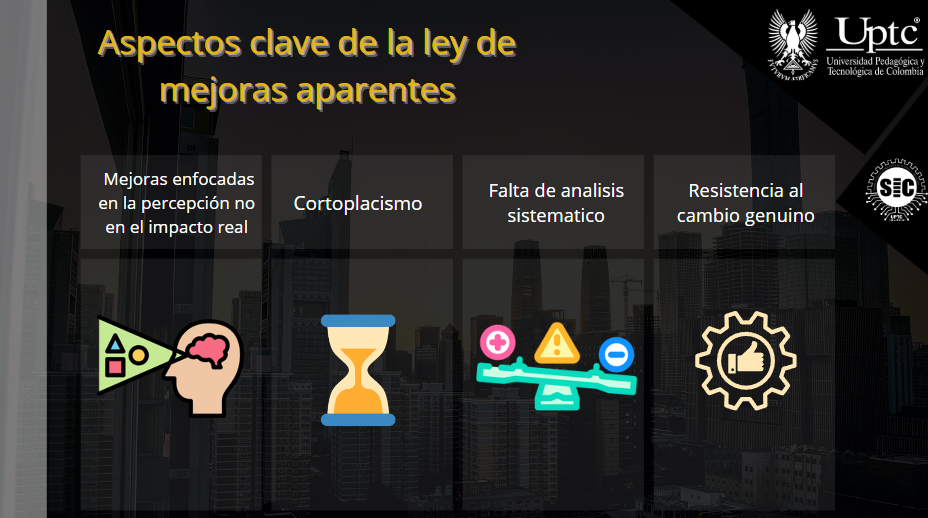 Aspectos clave de la ley de
mejoras aparentes
Uptc®
Universidad Pedagógica y
Tecnológica de Colombia
SIC
Mejoras enfocadas
en la percepción no
en el impacto real
Cortoplacismo
Falta de analisis
sistematico
Resistencia al
cambio genuino